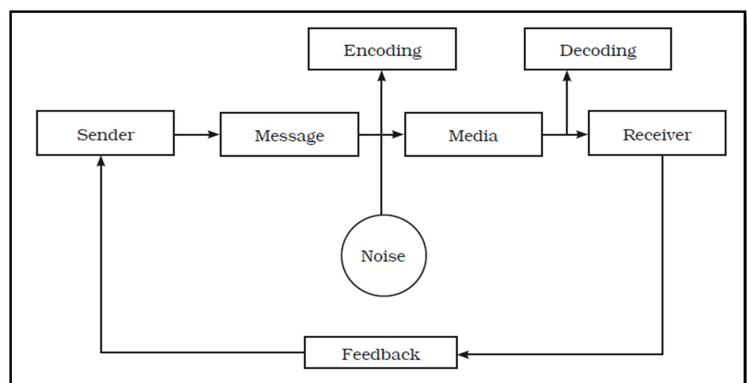 Encoding
Decoding
Sender
Message
Media
Receiver
Noise
Feedback